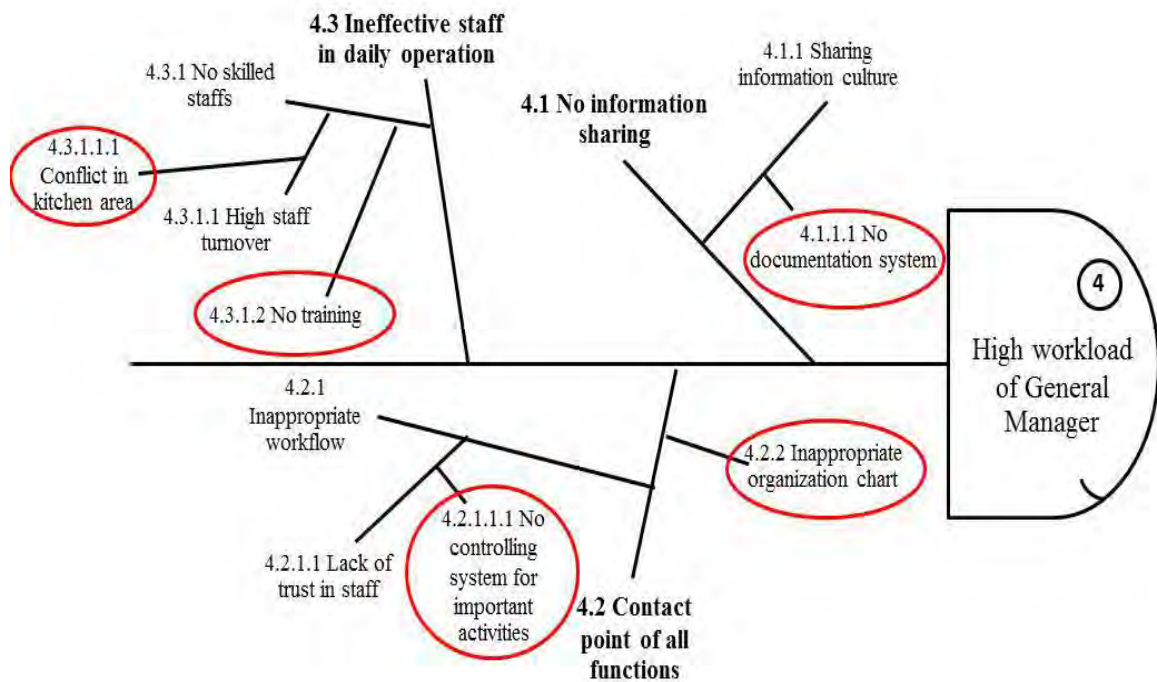 4.3 Ineffective staff
in daily operation
4.3.1 No skilled
staffs
4.3.1.1.1
Conflict in
kitchen area
4.3.1.1 High staff
turnover
4.3.1.2 No training
4.1 No information
sharing
4.1.1 Sharing
information culture
4.1.1.1 No
documentation system
4
High workload
of General
Manager
4.2.1
Inappropriate
workflow
4.2.1.1 Lack of
trust in staff
4.2.1.1.1 No
controlling
system for
important
activities
4.2.2 Inappropriate
organization chart
4.2 Contact
point of all
functions